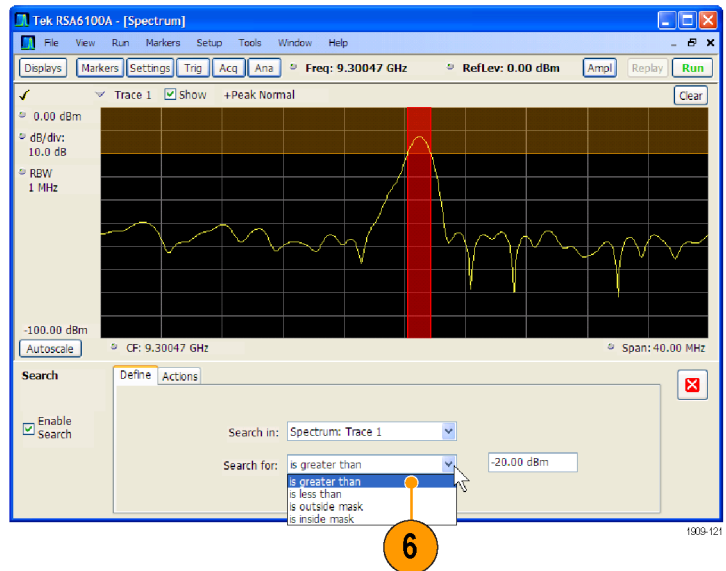 Tek RSA6100A - [Spectrum]
File View Run Markers Setup Tools Window Help
Displays Markers Settings Trig Acq Ana Freq: 9.30047 GHz RefLev: 0.00 dBm Ampl Replay Run
Trace 1 Show +Peak Normal Clear
0.00 dBm
dB/div:
10.0 dB
RBW
1 MHz
-100.00 dBm
Autoscale CF: 9.30047 GHz Span: 40.00 MHz
Search Define Actions
Enable
Search
Search in: Spectrum: Trace 1
Search for: is greater than -20.00 dBm
is greater than
is less than
is outside mask
is inside mask
6
1909-121